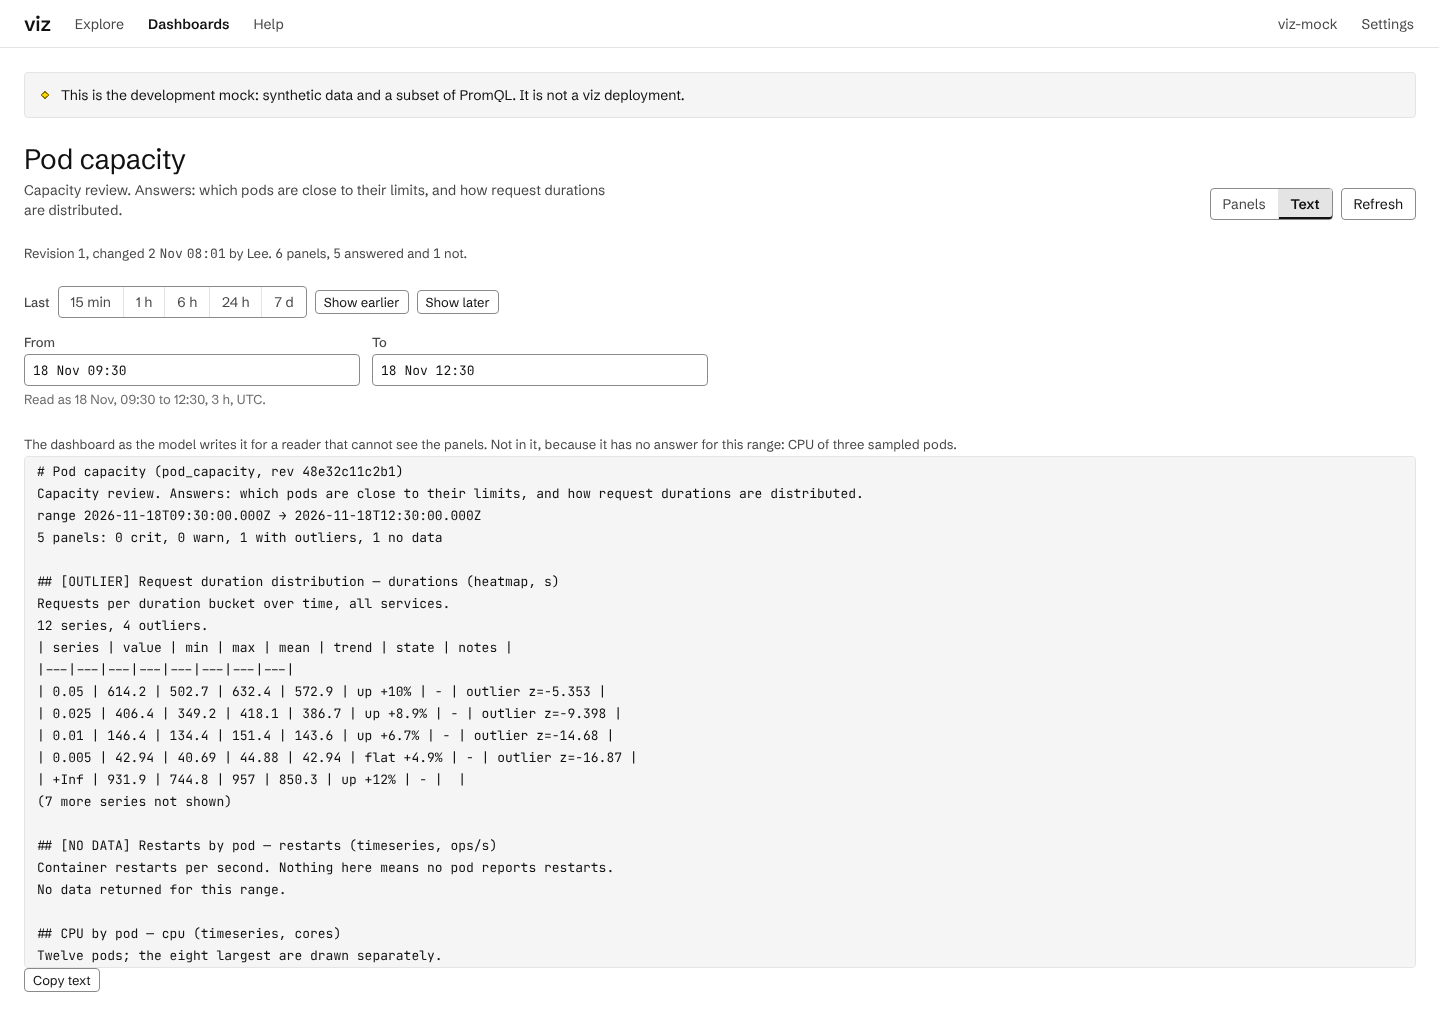 viz
Explore
Dashboards
Help
viz-mock
Settings
This is the development mock: synthetic data and a subset of PromQL. It is not a viz deployment.
Pod capacity
Capacity review. Answers: which pods are close to their limits, and how request durations
are distributed.
Panels
Text
Refresh
Revision 1, changed 2 Nov 08:01 by Lee. 6 panels, 5 answered and 1 not.
Last
15 min
1 h
6 h
24 h
7 d
Show earlier
Show later
From
To
18 Nov 09:30
18 Nov 12:30
Read as 18 Nov, 09:30 to 12:30, 3 h, UTC.
The dashboard as the model writes it for a reader that cannot see the panels. Not in it, because it has no answer for this range: CPU of three sampled pods.
# Pod capacity (pod_capacity, rev 48e32c11c2b1)
Capacity review. Answers: which pods are close to their limits, and how request durations are distributed.
range 2026-11-18T09:30:00.000Z → 2026-11-18T12:30:00.000Z
5 panels: 0 crit, 0 warn, 1 with outliers, 1 no data
## [OUTLIER] Request duration distribution — durations (heatmap, s)
Requests per duration bucket over time, all services.
12 series, 4 outliers.
| series | value | min | max | mean | trend | state | notes |
|---|---|---|---|---|---|---|---|
| 0.05 | 614.2 | 502.7 | 632.4 | 572.9 | up +10% | - | outlier z=-5.353 |
| 0.025 | 406.4 | 349.2 | 418.1 | 386.7 | up +8.9% | - | outlier z=-9.398 |
| 0.01 | 146.4 | 134.4 | 151.4 | 143.6 | up +6.7% | - | outlier z=-14.68 |
| 0.005 | 42.94 | 40.69 | 44.88 | 42.94 | flat +4.9% | - | outlier z=-16.87 |
| +Inf | 931.9 | 744.8 | 957 | 850.3 | up +12% | - |  |
(7 more series not shown)
## [NO DATA] Restarts by pod — restarts (timeseries, ops/s)
Container restarts per second. Nothing here means no pod reports restarts.
No data returned for this range.
## CPU by pod — cpu (timeseries, cores)
Twelve pods; the eight largest are drawn separately.
Copy text